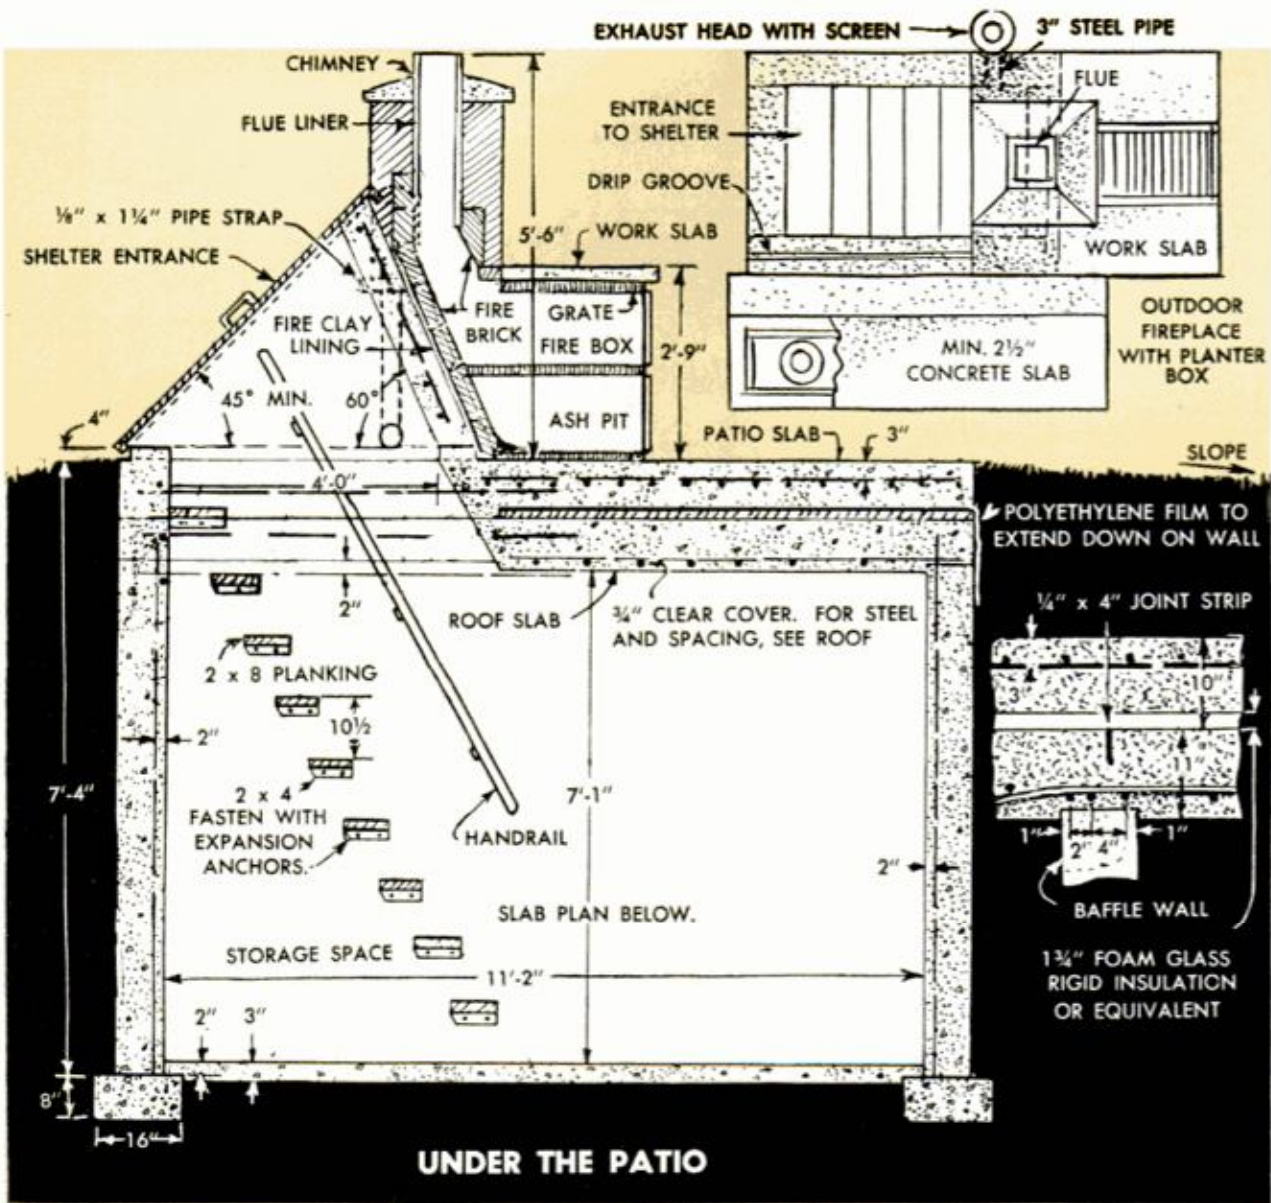 EXHAUST HEAD WITH SCREEN
3" STEEL PIPE
CHIMNEY
FLUE
FLUE LINER
ENTRANCE
TO SHELTER
DRIP GROOVE
⅛" x 1¼" PIPE STRAP
5'-6"
WORK SLAB
SHELTER ENTRANCE
WORK SLAB
FIRE
BRICK
GRATE
FIRE BOX
FIRE CLAY
LINING
2'-9"
OUTDOOR
FIREPLACE
WITH PLANTER
BOX
MIN. 2½"
CONCRETE SLAB
45° MIN.
60°
4"
ASH PIT
PATIO SLAB
3"
SLOPE
4'-0"
POLYETHYLENE FILM TO
EXTEND DOWN ON WALL
2"
ROOF SLAB
¾" CLEAR COVER. FOR STEEL
AND SPACING, SEE ROOF
¼" x 4" JOINT STRIP
2 x 8 PLANKING
3"
10"
10½
2"
11"
7'-4"
2 x 4
FASTEN WITH
EXPANSION
ANCHORS.
7'-1"
HANDRAIL
1"
2"
4"
1"
2"
SLAB PLAN BELOW.
BAFFLE WALL
STORAGE SPACE
11'-2"
1¾" FOAM GLASS
RIGID INSULATION
OR EQUIVALENT
2"
3"
8"
16"
UNDER THE PATIO